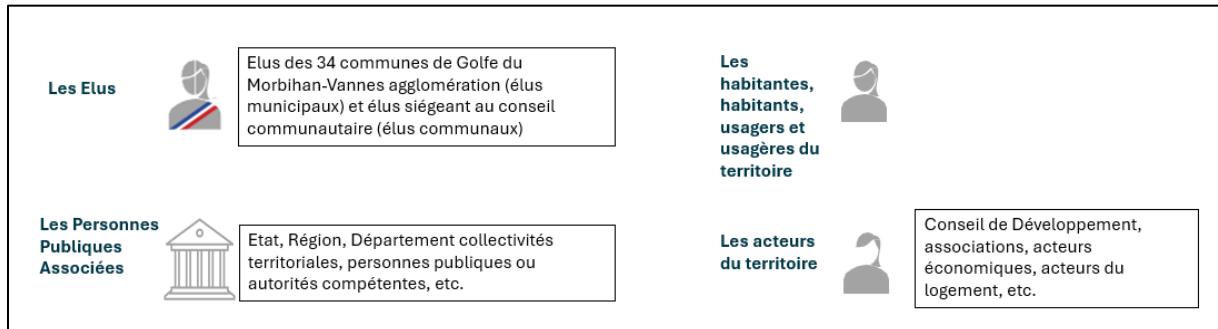 Les Elus
Elus des 34 communes de Golfe du
Morbihan-Vannes agglomération (élus
municipaux) et élus siégeant au conseil
communautaire (élus communaux)
Les
habitantes,
habitants,
usagers et
usagères du
territoire
Les Personnes
Publiques
Associées
Etat, Région, Département collectivités
territoriales, personnes publiques ou
autorités compétentes, etc.
Les acteurs
du territoire
Conseil de Développement,
associations, acteurs
économiques, acteurs du
logement, etc.